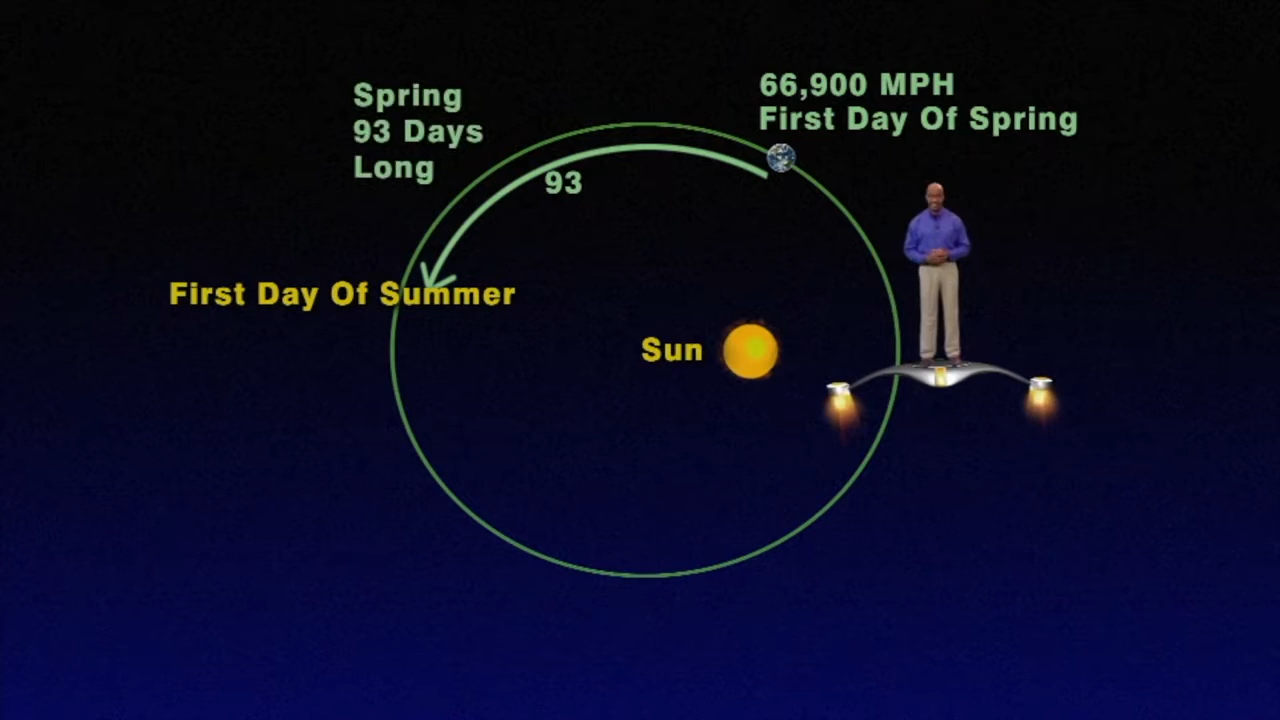 Spring
93 Days
Long
66,900 MPH
First Day Of Spring
93
First Day Of Summer
Sun